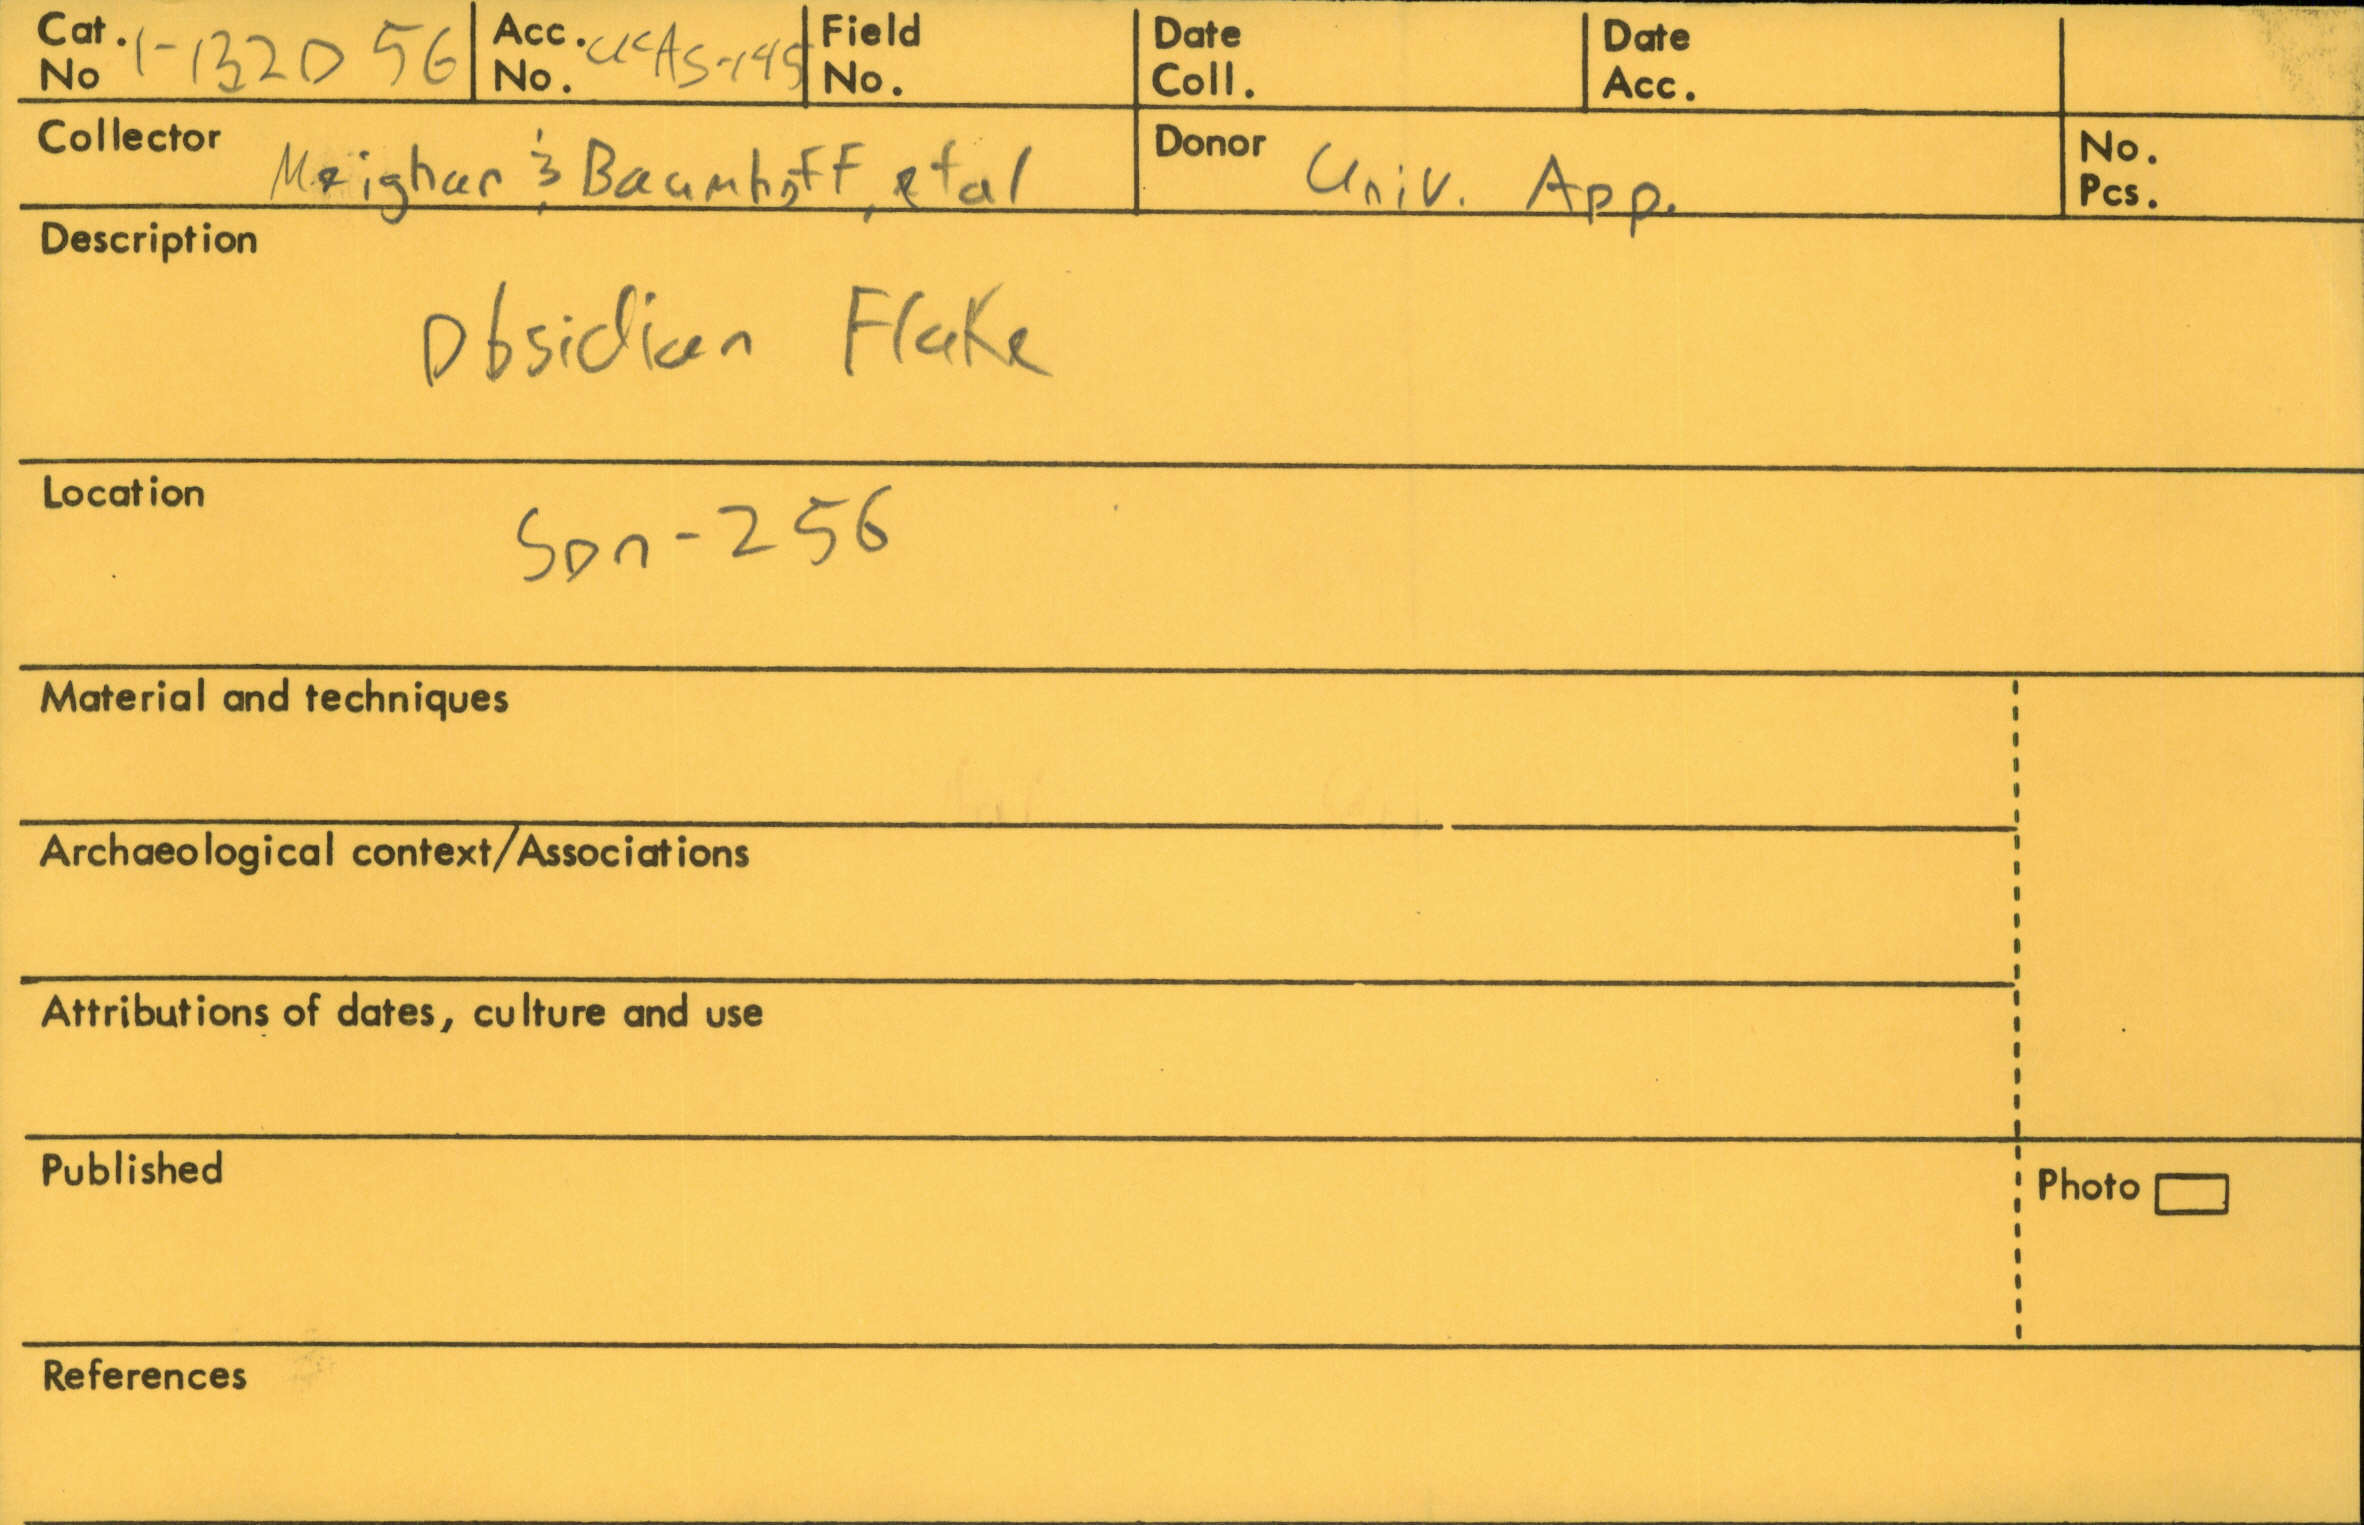 Cat. No 1-132056
Acc. No. UCAS-145
Field No.
Date Coll.
Date Acc.
Collector Meighan & Baumhoff, et al
Donor Univ. App.
No. Pcs.
Description
Obsidian Flake
Location
Son-256
Material and techniques
Archaeological context/Associations
Attributions of dates, culture and use
Published
Photo
References